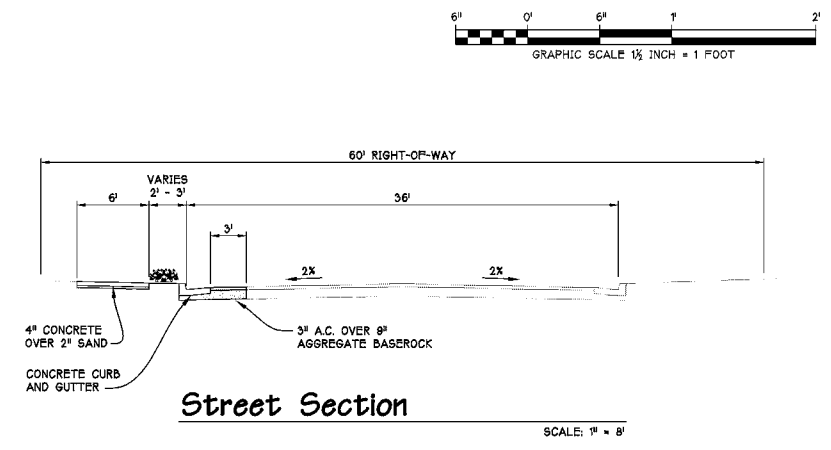 6" 0' 6" 1' 2'
GRAPHIC SCALE 1½ INCH = 1 FOOT
60' RIGHT-OF-WAY
VARIES
6' 2' - 3' 36'
3'
2% 2%
4" CONCRETE
OVER 2" SAND
3" A.C. OVER 9"
AGGREGATE BASEROCK
CONCRETE CURB
AND GUTTER
Street Section
SCALE: 1" = 8'